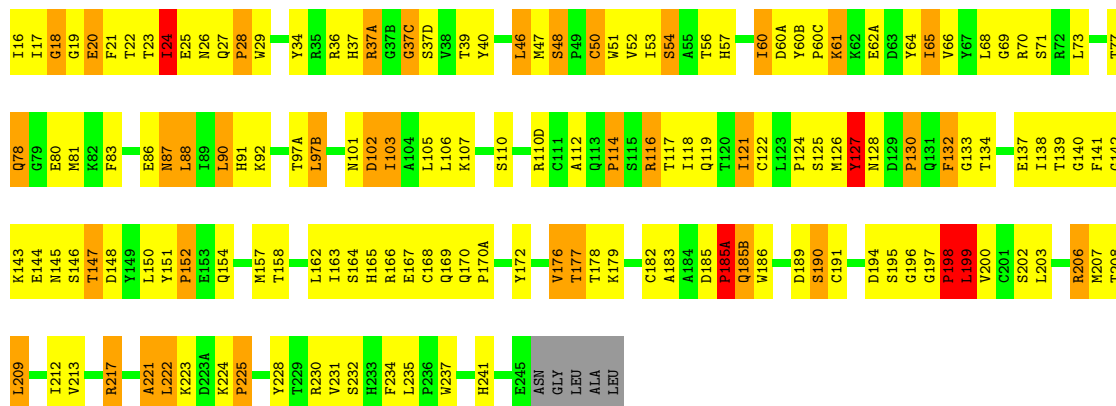 I16 I17 G18 G19 E20 F21 T22 T23 I24 E25 N26 Q27 P28 W29 Y34 R35 R36 H37 R37A G37B G37C S37D V38 T39 Y40 L46 M47 S48 P49 C50 W51 V52 I53 S54 A55 T56 H57 I60 D60A Y60B P60C K61 K62 E62A D63 Y64 I65 V66 Y67 L68 G69 R70 S71 R72 L73
Q78 G79 E80 M81 K82 F83 E86 N87 L88 I89 L90 H91 K92 T97A L97B N101 D102 I103 A104 L105 L106 K107 S110 R110D C111 A112 Q113 P114 S115 R116 T117 I118 Q119 T120 I121 C122 L123 P124 S125 M126 Y127 N128 D129 P130 Q131 F132 G133 T134 E137 I138 T139 G140 F141
K143 E144 N145 S146 T147 D148 Y149 L150 Y151 P152 E153 Q154 M157 T158 L162 I163 S164 H165 R166 E167 C168 Q169 Q170 P170A Y172 V176 T177 T178 K179 C182 A183 A184 D185 P185A Q185B W186 D189 S190 C191 D194 S195 G196 G197 P198 L199 V200 C201 S202 L203 R206 M207
L209 I212 V213 R217 A221 L222 K223 D223A K224 P225 Y228 T229 R230 V231 S232 H233 F234 L235 P236 W237 H241 E245 ASN GLY LEU ALA LEU